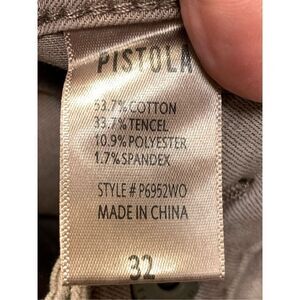 PISTOLA
53.7% COTTON
33.7% TENCEL
10.9% POLYESTER
1.7% SPANDEX
STYLE # P6952WO
MADE IN CHINA
32